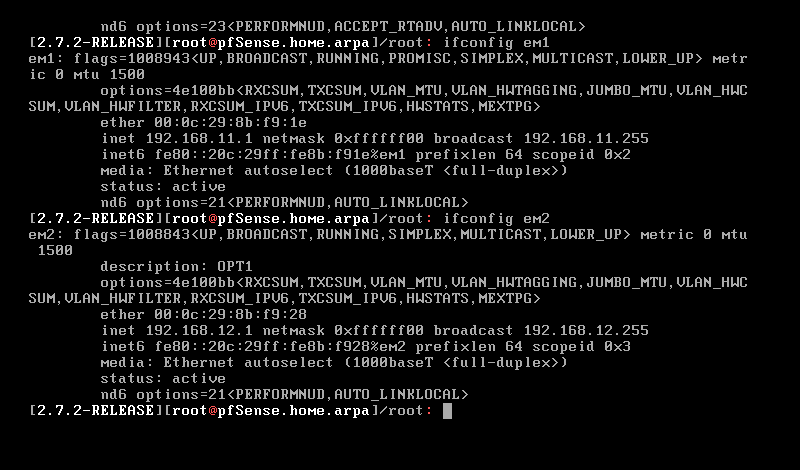 nd6 options=23<PERFORMNUD,ACCEPT_RTADV,AUTO_LINKLOCAL>
[2.7.2-RELEASE][root@pfSense.home.arpa]/root: ifconfig em1
em1: flags=1008943<UP,BROADCAST,RUNNING,PROMISC,SIMPLEX,MULTICAST,LOWER_UP> metr
ic 0 mtu 1500
options=4e100bb<RXCSUM,TXCSUM,VLAN_MTU,VLAN_HWTAGGING,JUMBO_MTU,VLAN_HWC
SUM,VLAN_HWFILTER,RXCSUM_IPV6,TXCSUM_IPV6,HWSTATS,MEXTPG>
ether 00:0c:29:8b:f9:1e
inet 192.168.11.1 netmask 0xffffff00 broadcast 192.168.11.255
inet6 fe80::20c:29ff:fe8b:f91e%em1 prefixlen 64 scopeid 0x2
media: Ethernet autoselect (1000baseT <full-duplex>)
status: active
nd6 options=21<PERFORMNUD,AUTO_LINKLOCAL>
[2.7.2-RELEASE][root@pfSense.home.arpa]/root: ifconfig em2
em2: flags=1008843<UP,BROADCAST,RUNNING,SIMPLEX,MULTICAST,LOWER_UP> metric 0 mtu
1500
description: OPT1
options=4e100bb<RXCSUM,TXCSUM,VLAN_MTU,VLAN_HWTAGGING,JUMBO_MTU,VLAN_HWC
SUM,VLAN_HWFILTER,RXCSUM_IPV6,TXCSUM_IPV6,HWSTATS,MEXTPG>
ether 00:0c:29:8b:f9:28
inet 192.168.12.1 netmask 0xffffff00 broadcast 192.168.12.255
inet6 fe80::20c:29ff:fe8b:f928%em2 prefixlen 64 scopeid 0x3
media: Ethernet autoselect (1000baseT <full-duplex>)
status: active
nd6 options=21<PERFORMNUD,AUTO_LINKLOCAL>
[2.7.2-RELEASE][root@pfSense.home.arpa]/root: